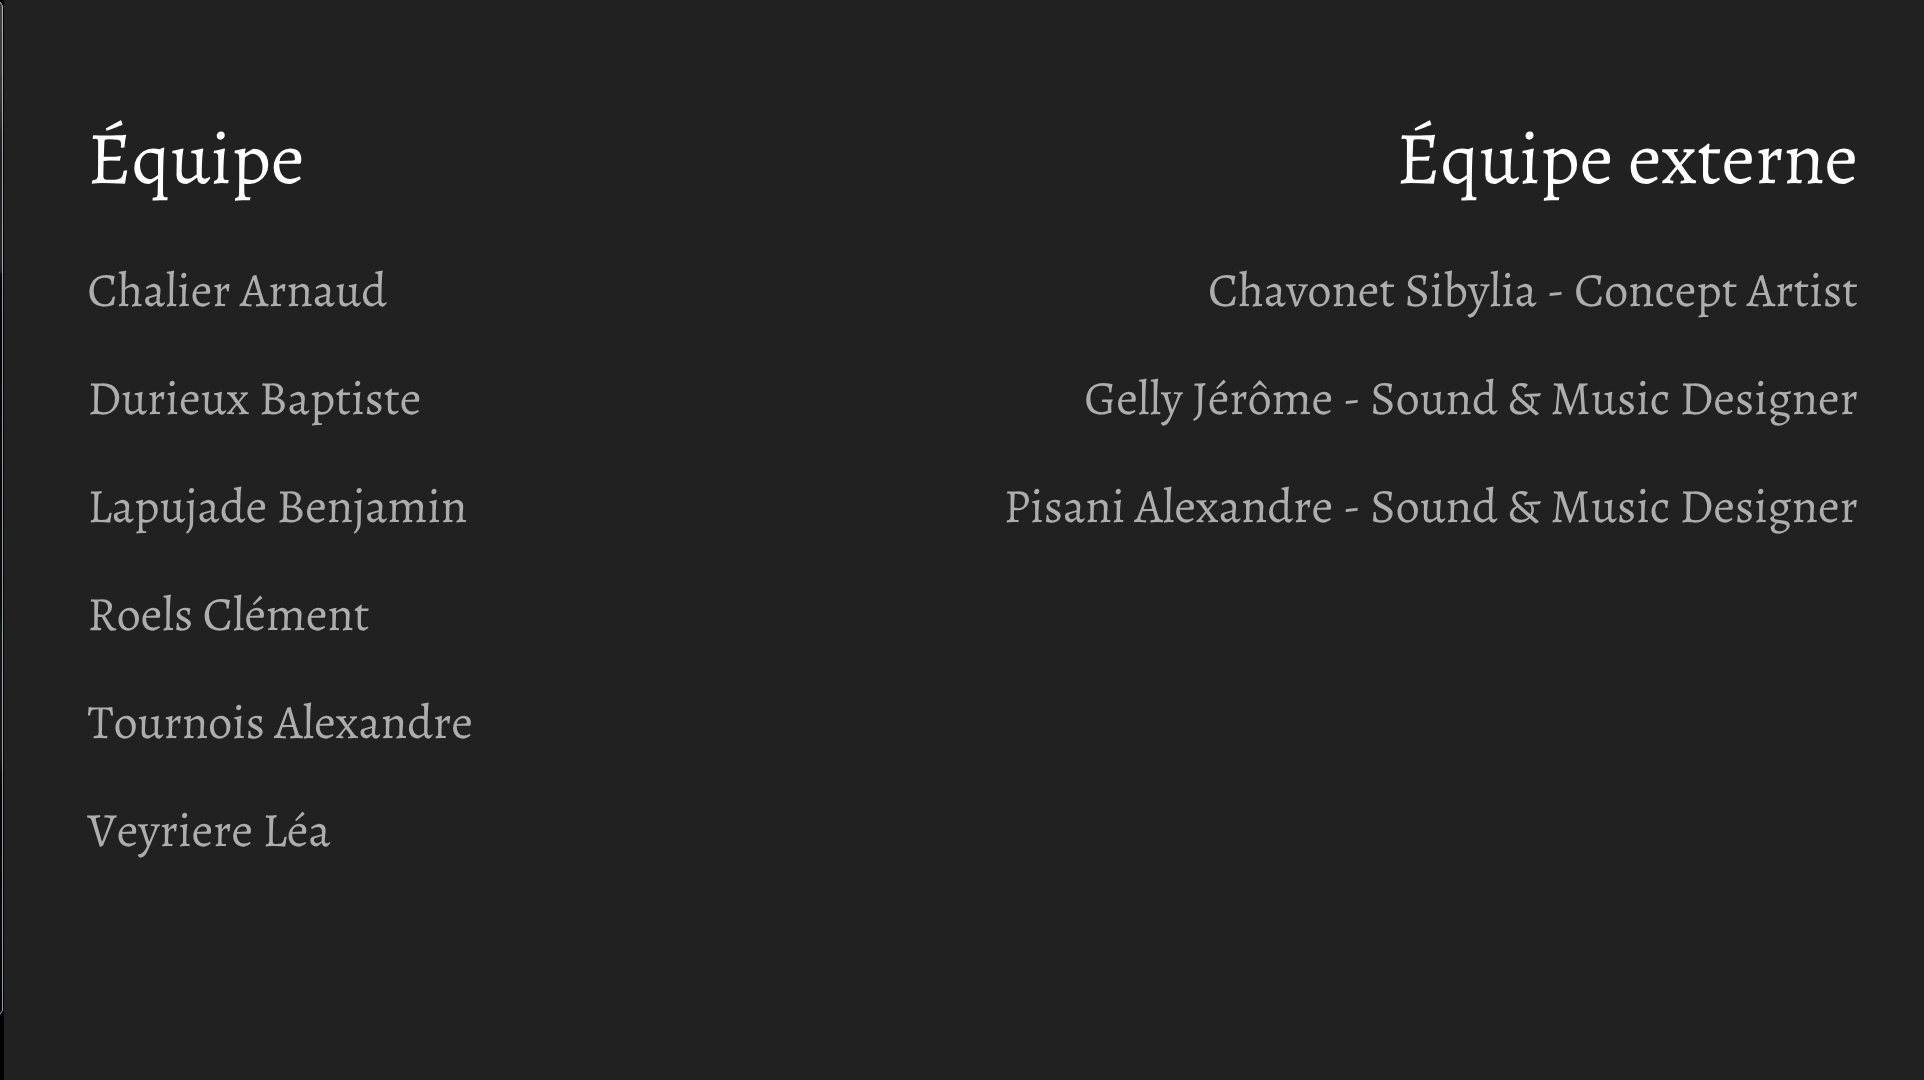 Équipe
Chalier Arnaud
Durieux Baptiste
Lapujade Benjamin
Roels Clément
Tournois Alexandre
Veyriere Léa
Équipe externe
Chavonet Sibylia - Concept Artist
Gelly Jérôme - Sound & Music Designer
Pisani Alexandre - Sound & Music Designer